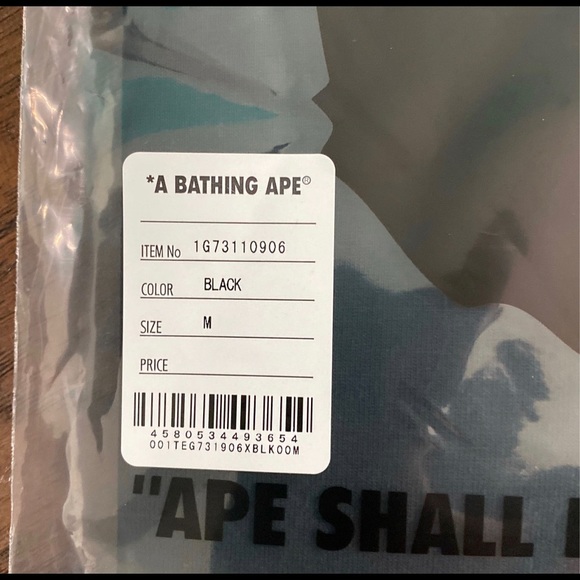 *A BATHING APE®
ITEM No 1G73110906
COLOR BLACK
SIZE M
PRICE
4580534493654
001TEG731906XBLK00M
"APE SHALL